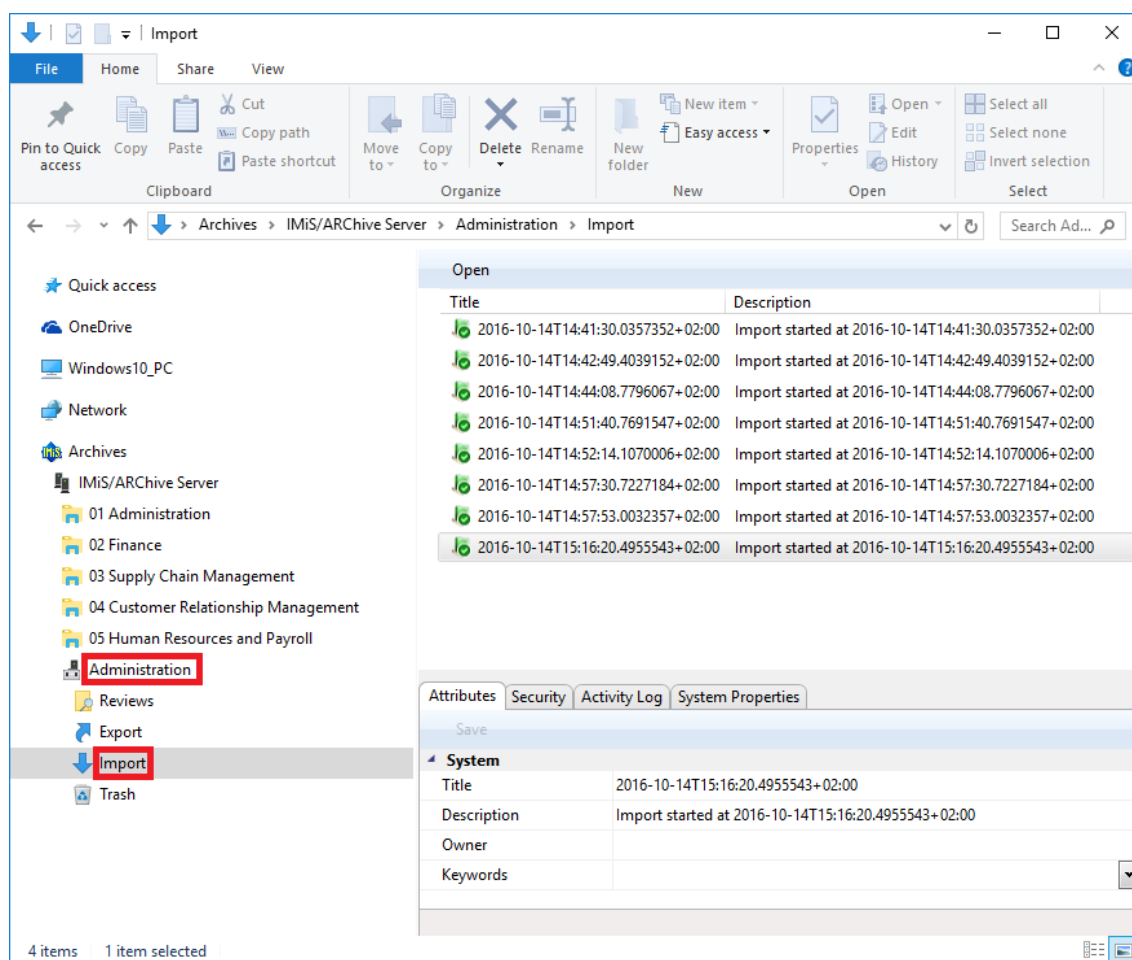 Import
File Home Share View
Pin to Quick access
Copy
Paste
Cut
Copy path
Paste shortcut
Clipboard
Move to
Copy to
Delete
Rename
Organize
New folder
New item
Easy access
New
Properties
Open
Edit
History
Open
Select all
Select none
Invert selection
Select
Archives > IMiS/ARChive Server > Administration > Import
Search Ad...
Quick access
OneDrive
Windows10_PC
Network
Archives
IMiS/ARChive Server
01 Administration
02 Finance
03 Supply Chain Management
04 Customer Relationship Management
05 Human Resources and Payroll
Administration
Reviews
Export
Import
Trash
Open
Title Description
2016-10-14T14:41:30.0357352+02:00 Import started at 2016-10-14T14:41:30.0357352+02:00
2016-10-14T14:42:49.4039152+02:00 Import started at 2016-10-14T14:42:49.4039152+02:00
2016-10-14T14:44:08.7796067+02:00 Import started at 2016-10-14T14:44:08.7796067+02:00
2016-10-14T14:51:40.7691547+02:00 Import started at 2016-10-14T14:51:40.7691547+02:00
2016-10-14T14:52:14.1070006+02:00 Import started at 2016-10-14T14:52:14.1070006+02:00
2016-10-14T14:57:30.7227184+02:00 Import started at 2016-10-14T14:57:30.7227184+02:00
2016-10-14T14:57:53.0032357+02:00 Import started at 2016-10-14T14:57:53.0032357+02:00
2016-10-14T15:16:20.4955543+02:00 Import started at 2016-10-14T15:16:20.4955543+02:00
Attributes Security Activity Log System Properties
Save
System
Title 2016-10-14T15:16:20.4955543+02:00
Description Import started at 2016-10-14T15:16:20.4955543+02:00
Owner
Keywords
4 items 1 item selected